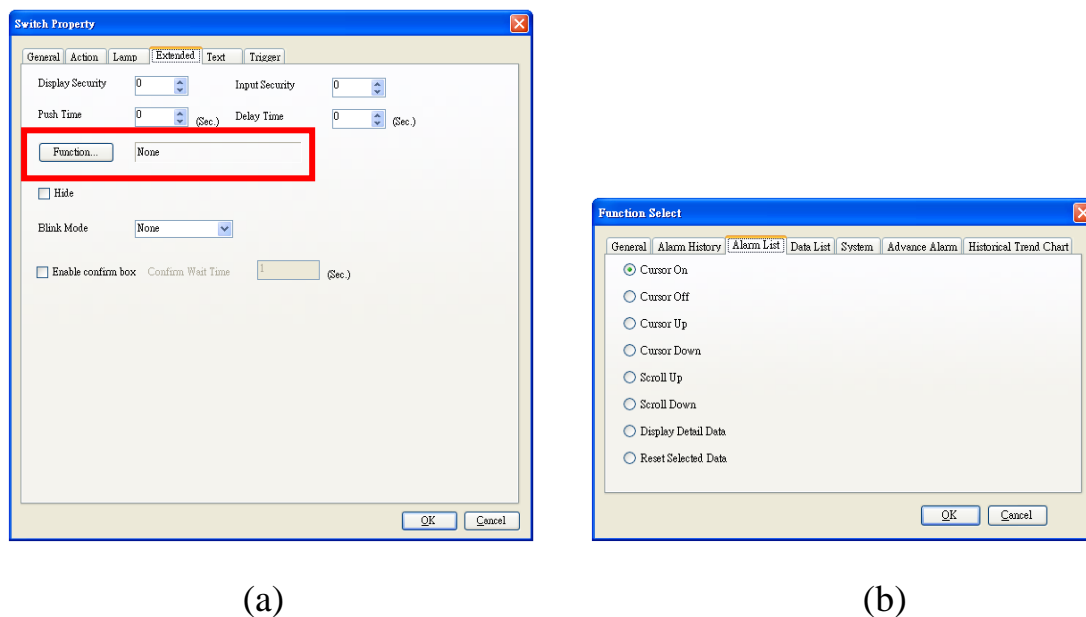 Switch Property
General Action Lamp Extended Text Trigger
Display Security 0 Input Security 0
Push Time 0 (Sec.) Delay Time 0 (Sec.)
Function... None
Hide
Blink Mode None
Enable confirm box Confirm Wait Time 1 (Sec.)
OK Cancel
(a)
Function Select
General Alarm History Alarm List Data List System Advance Alarm Historical Trend Chart
Cursor On
Cursor Off
Cursor Up
Cursor Down
Scroll Up
Scroll Down
Display Detail Data
Reset Selected Data
OK Cancel
(b)